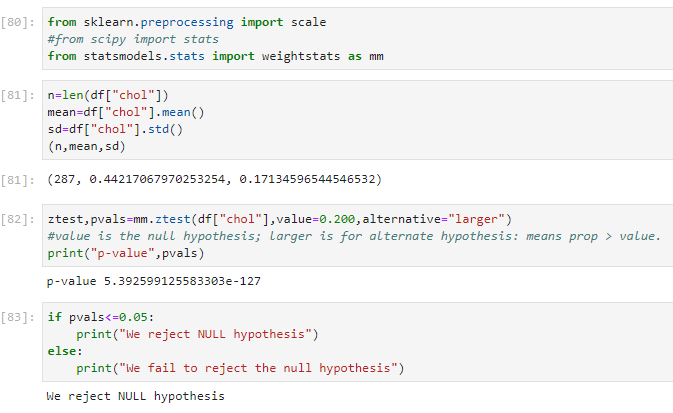 [80]: from sklearn.preprocessing import scale
#from scipy import stats
from statsmodels.stats import weightstats as mm
[81]: n=len(df["chol"])
mean=df["chol"].mean()
sd=df["chol"].std()
(n,mean,sd)
[81]: (287, 0.44217067970253254, 0.17134596544546532)
[82]: ztest,pvals=mm.ztest(df["chol"],value=0.200,alternative="larger")
#value is the null hypothesis; larger is for alternate hypothesis: means prop > value.
print("p-value",pvals)
p-value 5.392599125583303e-127
[83]: if pvals<=0.05:
    print("We reject NULL hypothesis")
else:
    print("We fail to reject the null hypothesis")
We reject NULL hypothesis